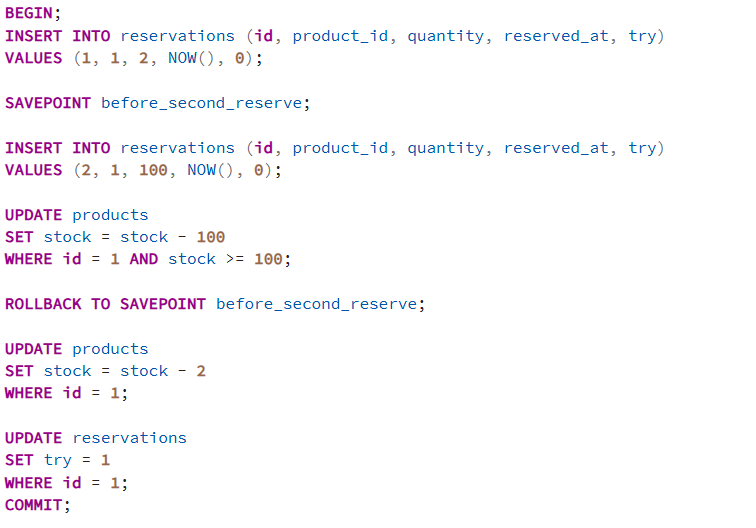 BEGIN;
INSERT INTO reservations (id, product_id, quantity, reserved_at, try)
VALUES (1, 1, 2, NOW(), 0);
SAVEPOINT before_second_reserve;
INSERT INTO reservations (id, product_id, quantity, reserved_at, try)
VALUES (2, 1, 100, NOW(), 0);
UPDATE products
SET stock = stock - 100
WHERE id = 1 AND stock >= 100;
ROLLBACK TO SAVEPOINT before_second_reserve;
UPDATE products
SET stock = stock - 2
WHERE id = 1;
UPDATE reservations
SET try = 1
WHERE id = 1;
COMMIT;